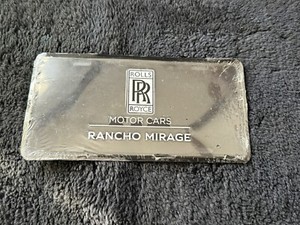 ROLLS
RR
ROYCE
MOTOR CARS
RANCHO MIRAGE